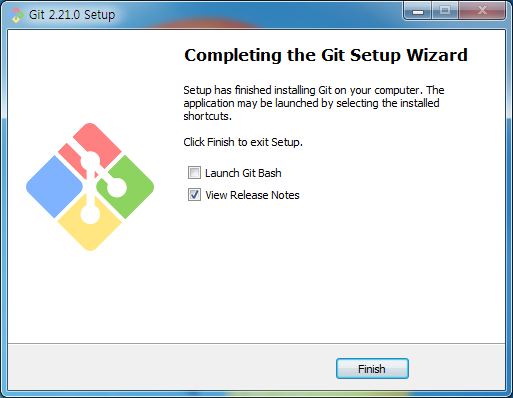 Git 2.21.0 Setup
Completing the Git Setup Wizard
Setup has finished installing Git on your computer. The
application may be launched by selecting the installed
shortcuts.
Click Finish to exit Setup.
Launch Git Bash
View Release Notes
Finish